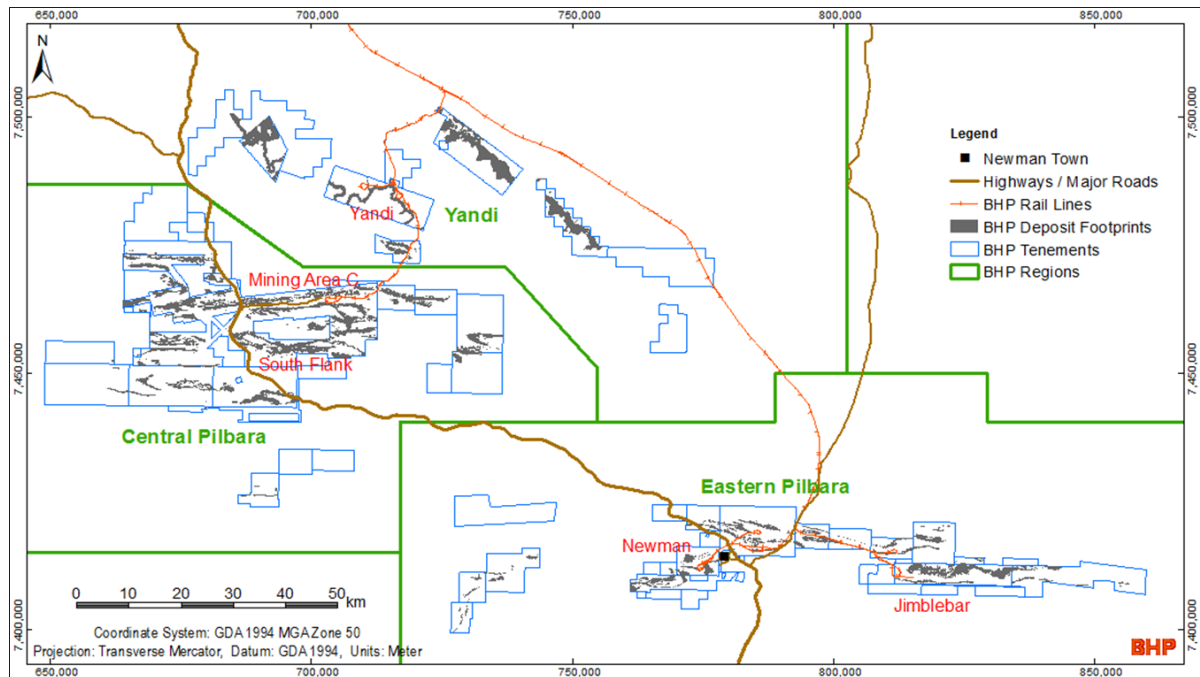 650,000 700,000 750,000 800,000 850,000
N
7,500,000 7,500,000
Legend
Newman Town
Highways / Major Roads
BHP Rail Lines
BHP Deposit Footprints
BHP Tenements
BHP Regions
Yandi Yandi
Mining Area C
South Flank
7,450,000 7,450,000
Central Pilbara
Eastern Pilbara
Newman
Jimblebar
0 10 20 30 40 50 km
7,400,000 7,400,000
Coordinate System: GDA 1994 MGA Zone 50
Projection: Transverse Mercator, Datum: GDA 1994, Units: Meter
BHP
650,000 700,000 750,000 800,000 850,000